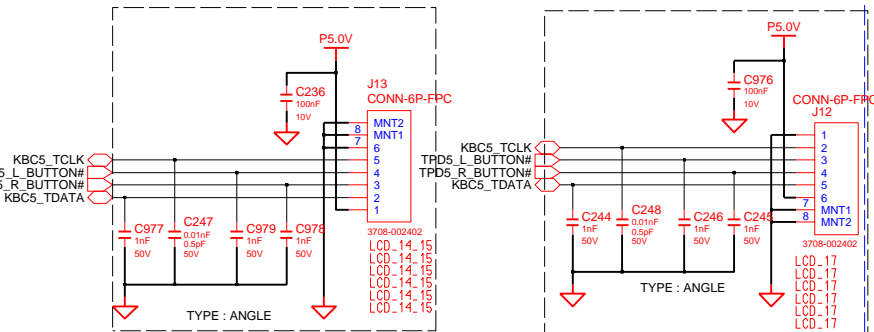 P5.0V
C236
100nF
10V
J13
CONN-6P-FPC
MNT2
8 MNT1
7 6
5
4
3
2
1
KBC5_TCLK
5_L_BUTTON#
5_R_BUTTON#
KBC5_TDATA
C977
1nF
50V
C247
0.01nF
0.5pF
50V
C979
1nF
50V
C978
1nF
50V
3708-002402
LCD_14_15
LCD_14_15
LCD_14_15
LCD_14_15
LCD_14_15
LCD_14_15
TYPE : ANGLE
P5.0V
C976
100nF
10V
CONN-6P-FPC
J12
1
2
3
4
5
6
7 MNT1
8 MNT2
KBC5_TCLK
TPD5_L_BUTTON#
TPD5_R_BUTTON#
KBC5_TDATA
C244
1nF
50V
C248
0.01nF
0.5pF
50V
C246
1nF
50V
C245
1nF
50V
3708-002402
LCD_17
LCD_17
LCD_17
LCD_17
LCD_17
LCD_17
TYPE : ANGLE